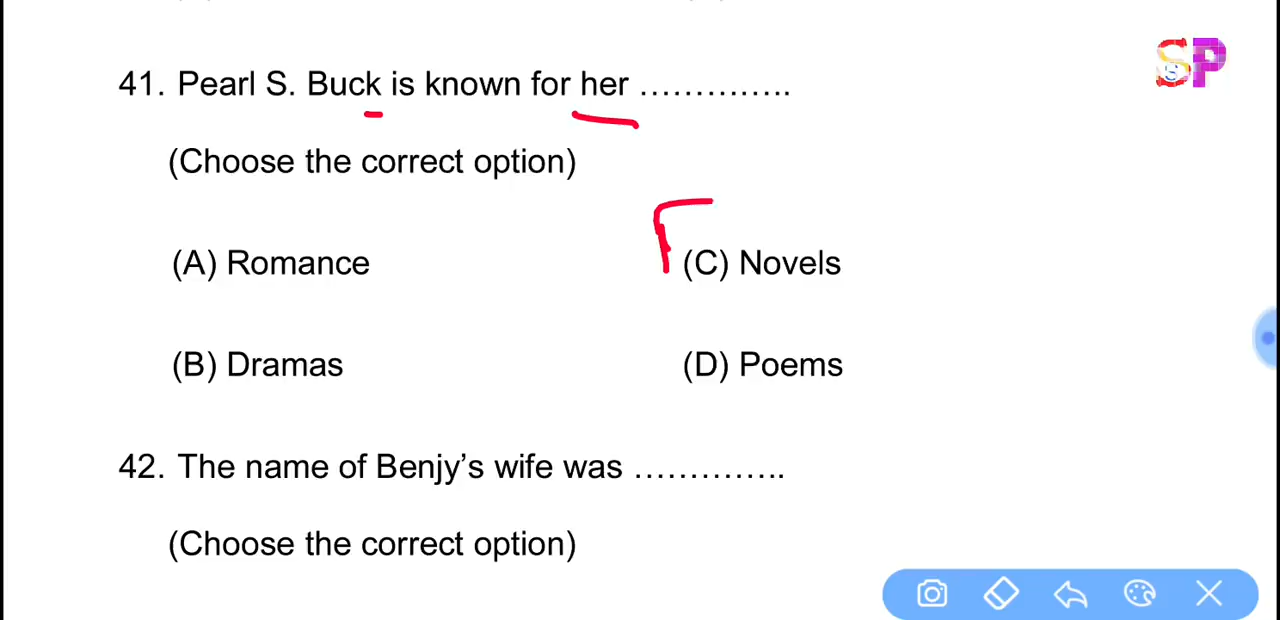 SP
S
41. Pearl S. Buck is known for her …………..
(Choose the correct option)
(A) Romance
(C) Novels
(B) Dramas
(D) Poems
42. The name of Benjy’s wife was …………..
(Choose the correct option)